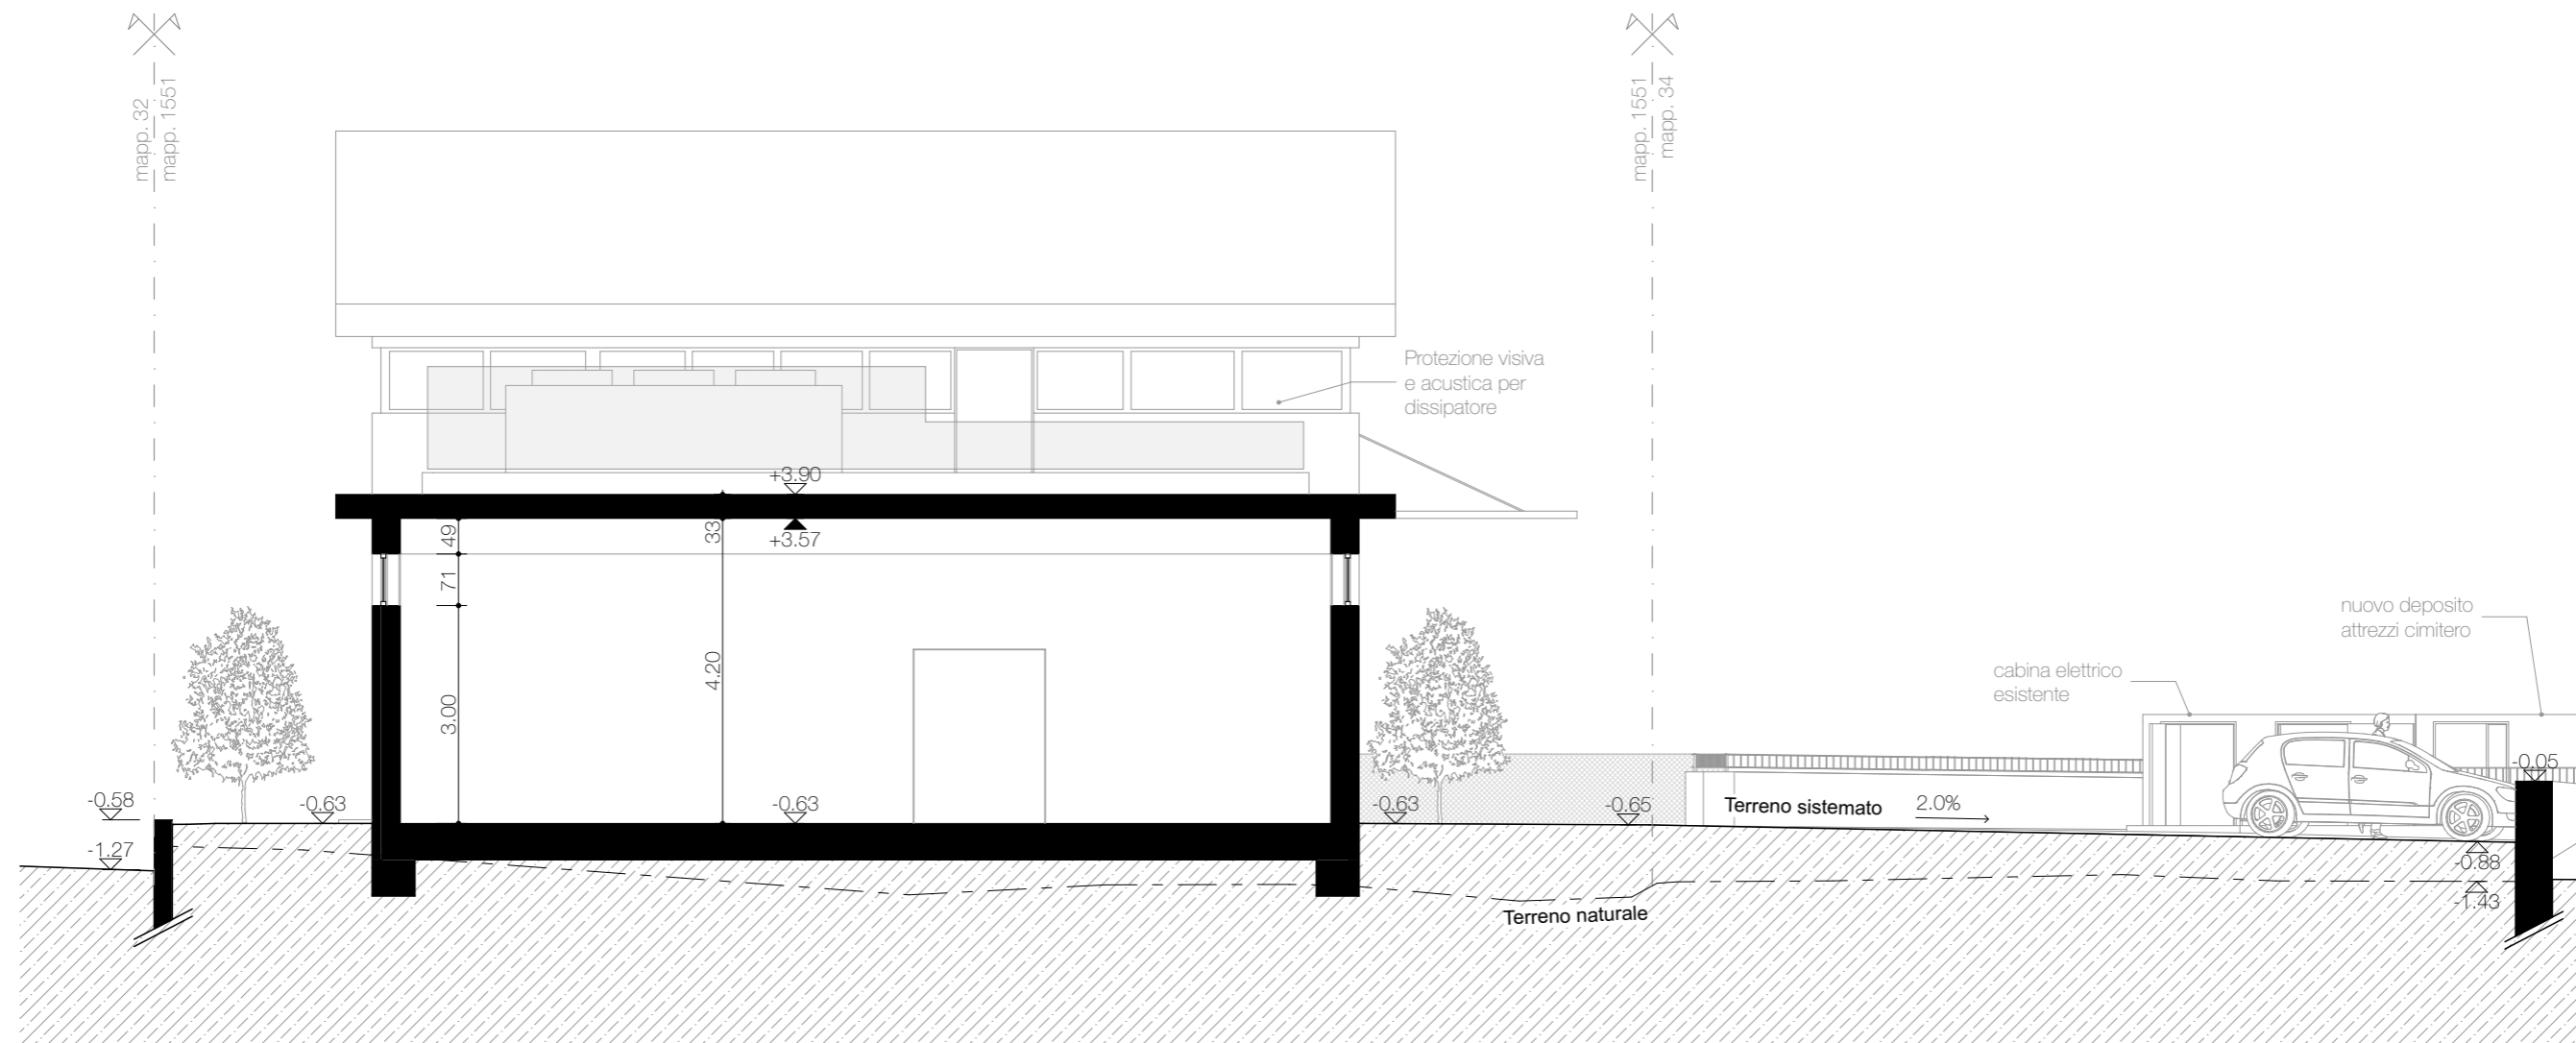 mapp. 32
mapp. 1551
mapp. 1551
mapp. 34
Protezione visiva
e acustica per
dissipatore
+3.90
+3.57
49
33
71
3.00
4.20
nuovo deposito
attrezzi cimitero
cabina elettrico
esistente
-0.05
-0.58
-0.63
-0.63
-0.63
-0.65
Terreno sistemato
2.0%
-1.27
-0.88
-1.43
Terreno naturale